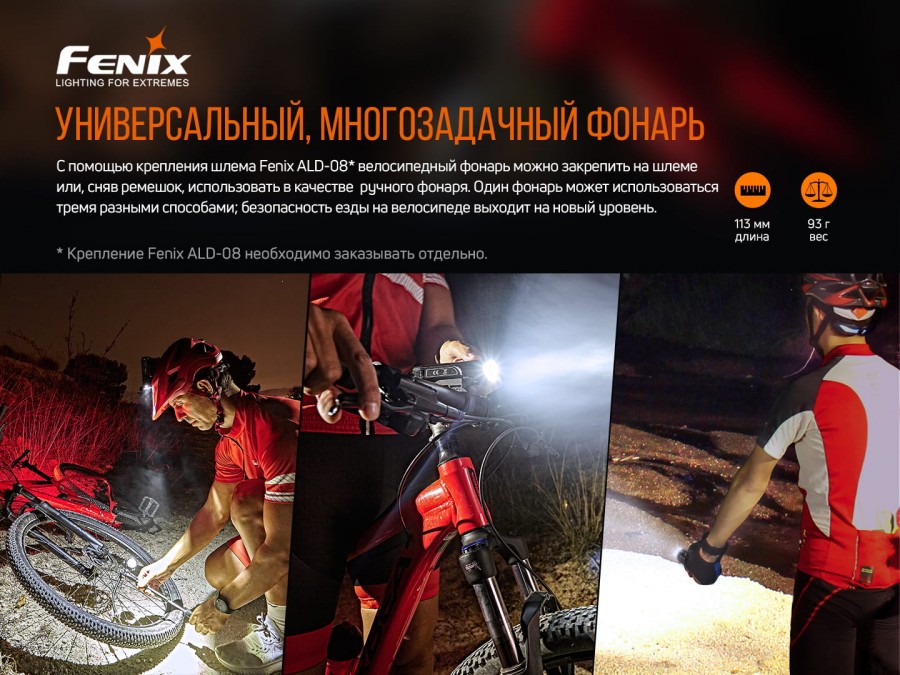 FENIX
LIGHTING FOR EXTREMES
УНИВЕРСАЛЬНЫЙ, МНОГОЗАДАЧНЫЙ ФОНАРЬ
С помощью крепления шлема Fenix ALD-08* велосипедный фонарь можно закрепить на шлеме
или, сняв ремешок, использовать в качестве ручного фонаря. Один фонарь может использоваться
тремя разными способами; безопасность езды на велосипеде выходит на новый уровень.
113 мм
длина
93 г
вес
* Крепление Fenix ALD-08 необходимо заказывать отдельно.